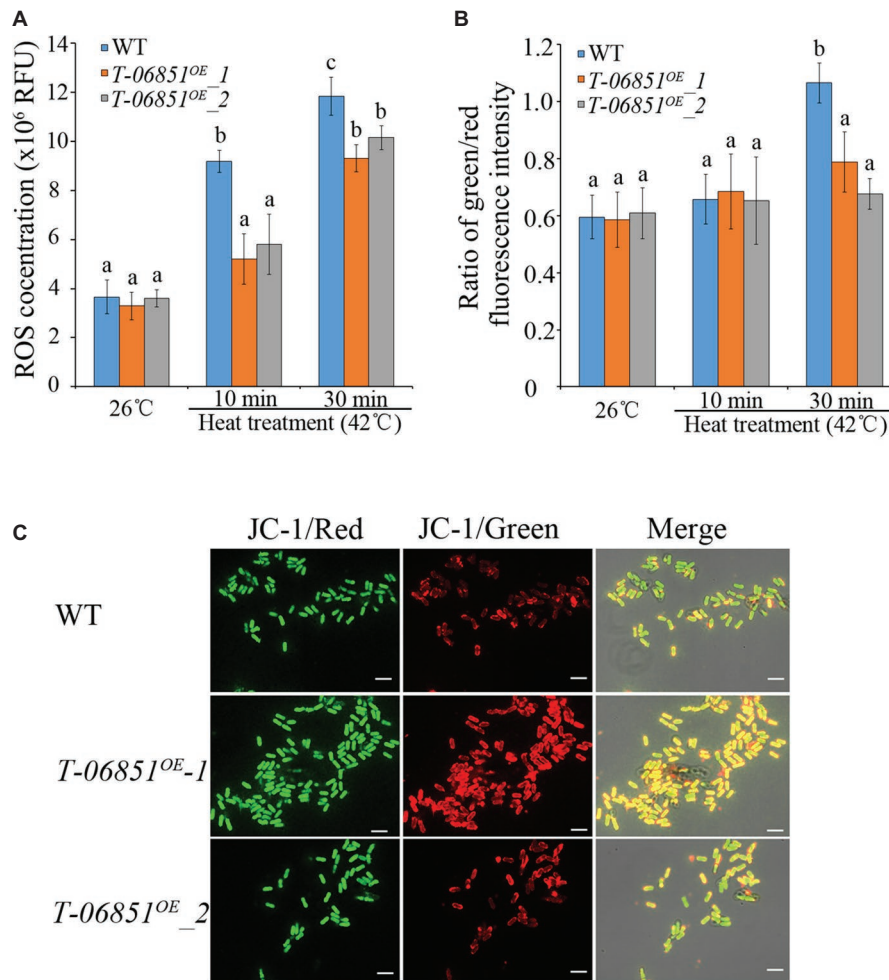 A
ROS cocentration (x10⁶ RFU)
14
12
10
8
6
4
2
0
WT
T-06851ᴼᴱ_1
T-06851ᴼᴱ_2
a a a
b a a
c b b
26℃
10 min
30 min
Heat treatment (42℃)
B
Ratio of green/red
fluorescence intensity
1.2
1.0
0.8
0.6
0.4
0.2
0
WT
T-06851ᴼᴱ_1
T-06851ᴼᴱ_2
a a a
a a a
b a a
26℃
10 min
30 min
Heat treatment (42℃)
C
JC-1/Red JC-1/Green Merge
WT
T-06851ᴼᴱ-1
T-06851ᴼᴱ_2